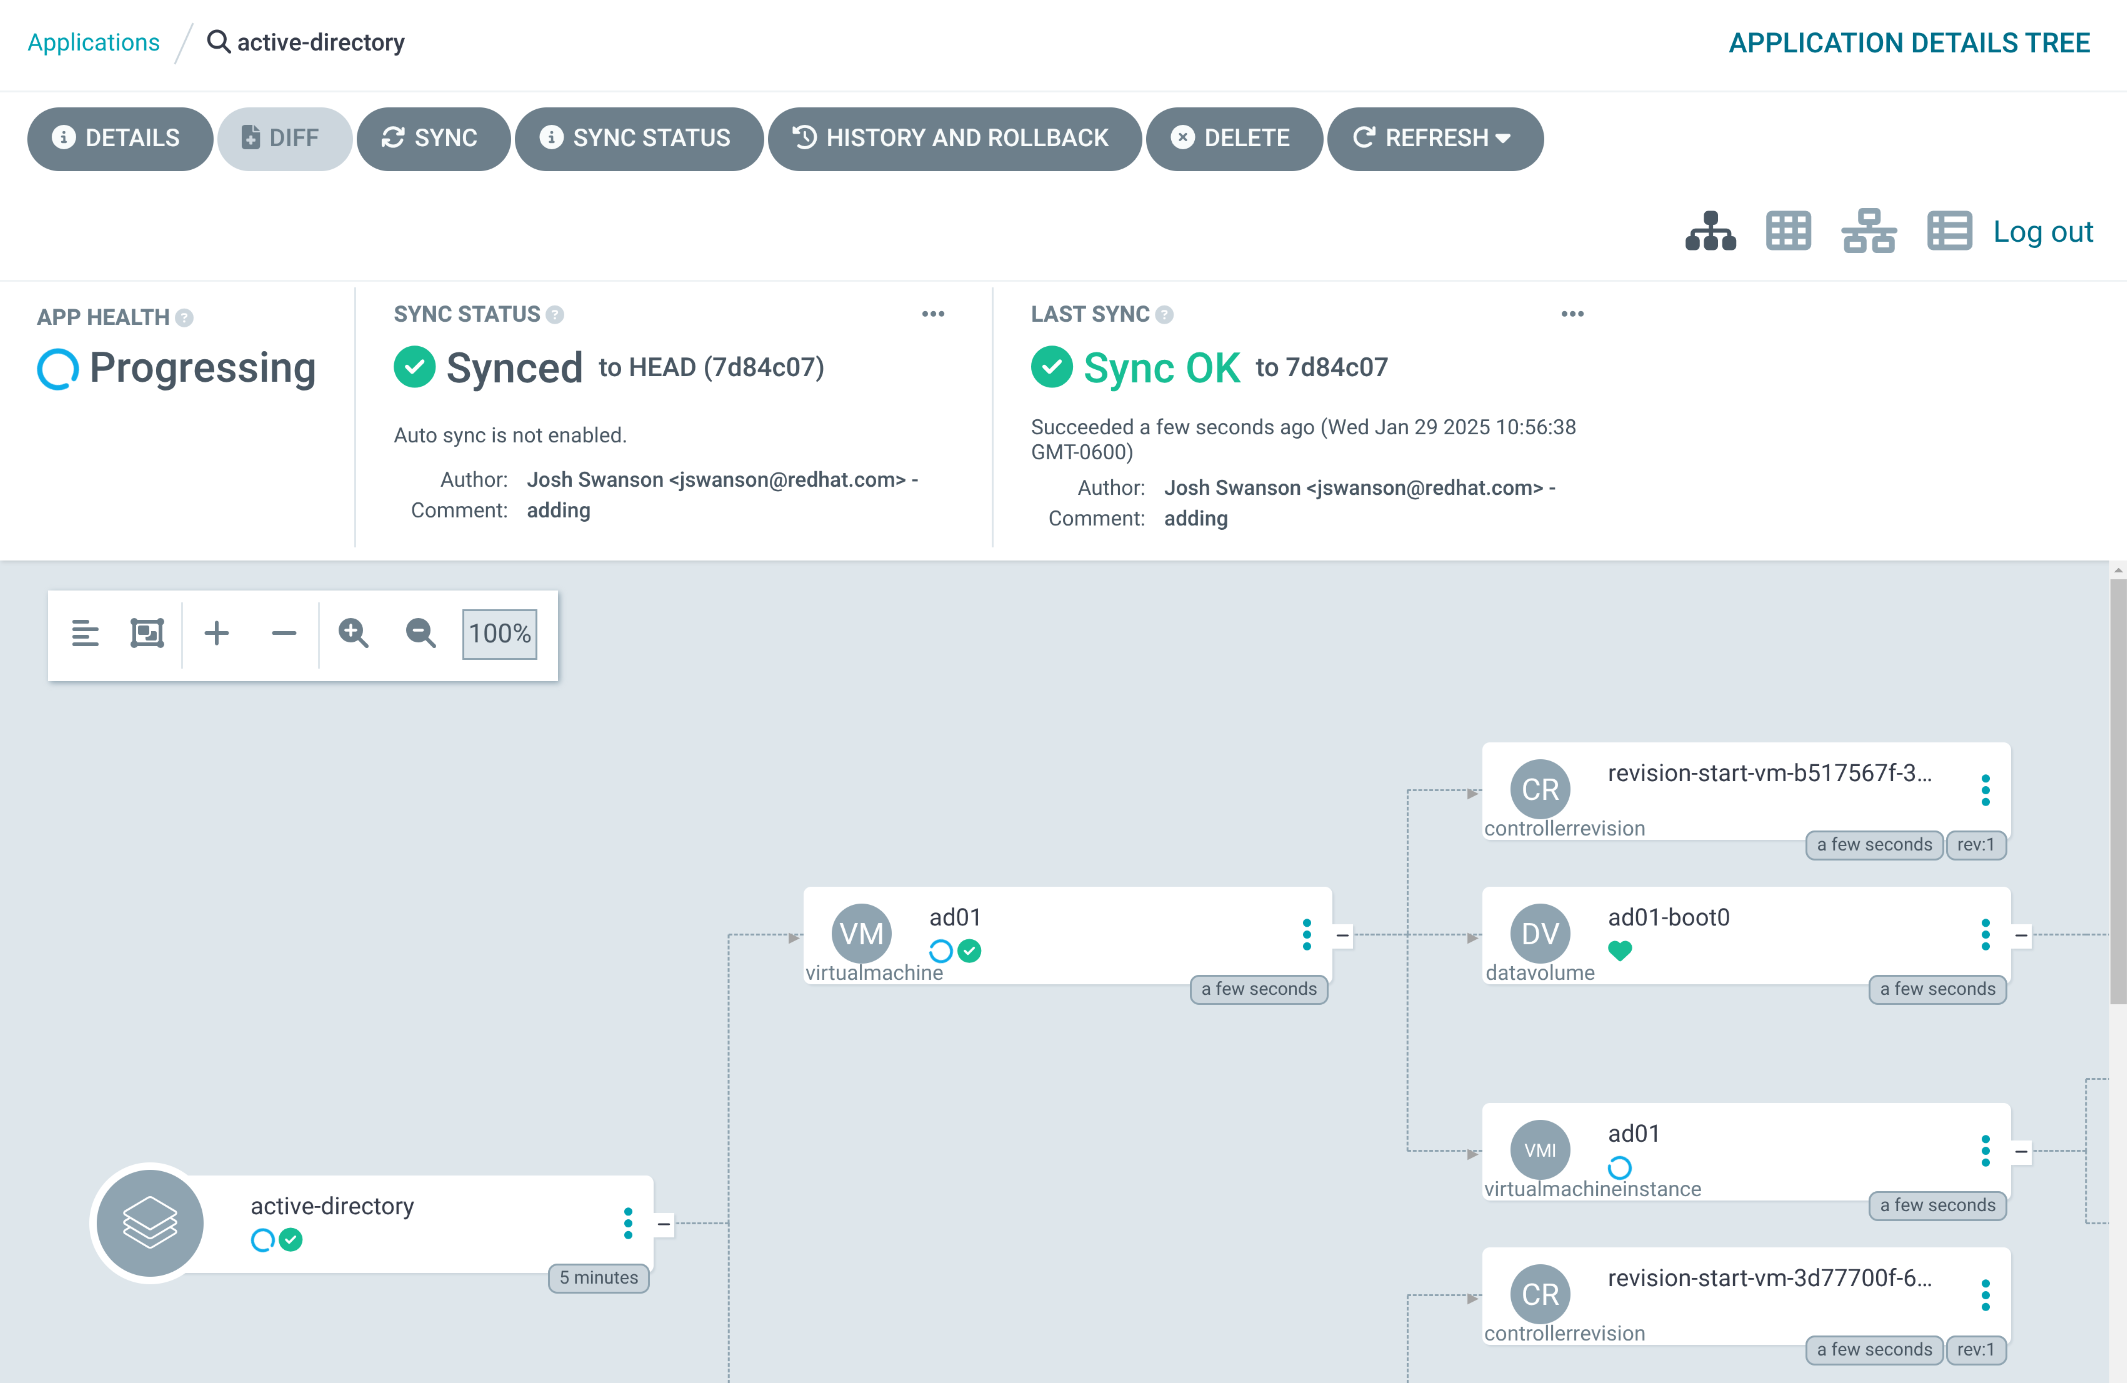 Applications / active-directory
APPLICATION DETAILS TREE
DETAILS DIFF SYNC SYNC STATUS HISTORY AND ROLLBACK DELETE REFRESH
Log out
APP HEALTH
Progressing
SYNC STATUS
Synced to HEAD (7d84c07)
Auto sync is not enabled.
Author: Josh Swanson <jswanson@redhat.com> -
Comment: adding
LAST SYNC
Sync OK to 7d84c07
Succeeded a few seconds ago (Wed Jan 29 2025 10:56:38
GMT-0600)
Author: Josh Swanson <jswanson@redhat.com> -
Comment: adding
100%
active-directory
5 minutes
VM
ad01
virtualmachine
a few seconds
CR
revision-start-vm-b517567f-3...
controllerrevision
a few seconds rev:1
DV
ad01-boot0
datavolume
a few seconds
VMI
ad01
virtualmachineinstance
a few seconds
CR
revision-start-vm-3d77700f-6...
controllerrevision
a few seconds rev:1